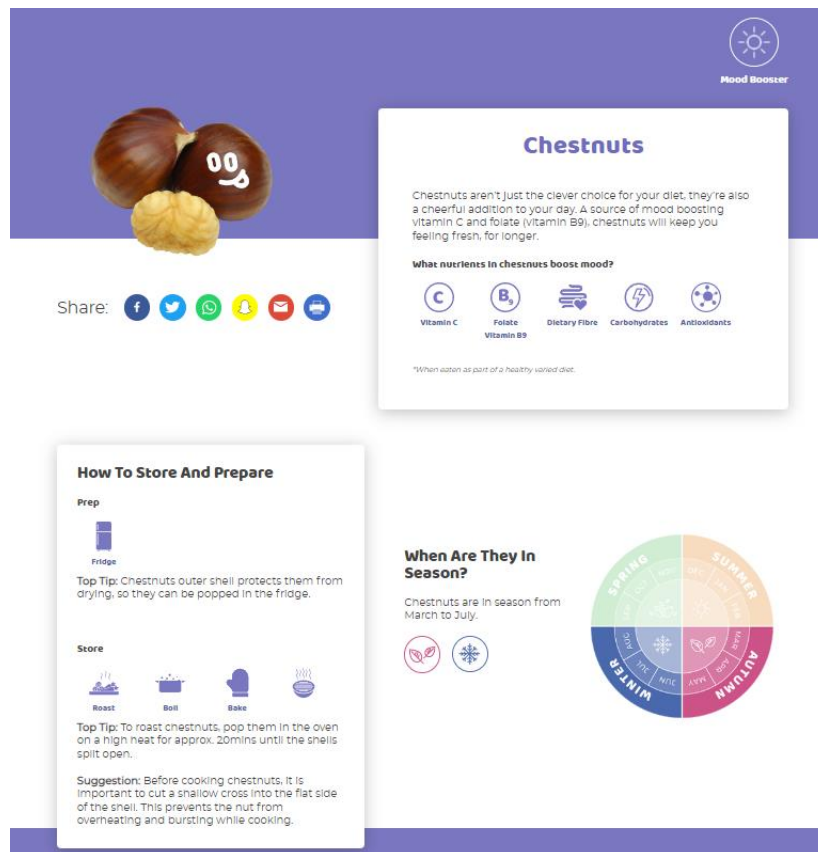 Mood Booster
Chestnuts
Chestnuts aren't just the clever choice for your diet, they're also
a cheerful addition to your day. A source of mood boosting
vitamin C and folate (vitamin B9), chestnuts will keep you
feeling fresh, for longer.
What nutrients in chestnuts boost mood?
C
B9
Vitamin C
Folate
Vitamin B9
Dietary Fibre
Carbohydrates
Antioxidants
*When eaten as part of a healthy varied diet.
Share:
How To Store And Prepare
Prep
Fridge
Top Tip: Chestnuts outer shell protects them from
drying, so they can be popped in the fridge.
Store
Roast
Boil
Bake
Top Tip: To roast chestnuts, pop them in the oven
on a high heat for approx. 20mins until the shells
split open.
Suggestion: Before cooking chestnuts, it is
important to cut a shallow cross into the flat side
of the shell. This prevents the nut from
overheating and bursting while cooking.
When Are They In
Season?
Chestnuts are in season from
March to July.
SPRING
SEP
OCT
NOV
SUMMER
DEC
JAN
FEB
AUTUMN
MAR
APR
MAY
WINTER
JUN
JUL
AUG